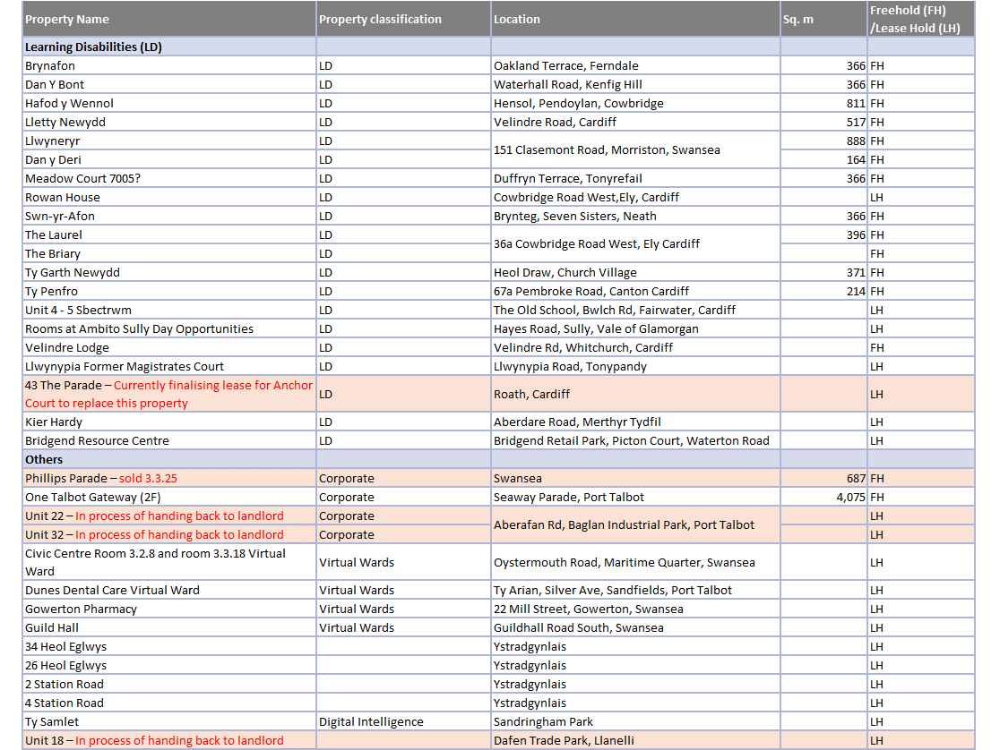 Property Name Property classification Location Sq. m Freehold (FH) /Lease Hold (LH)
Learning Disabilities (LD)
Brynafon LD Oakland Terrace, Ferndale 366 FH
Dan Y Bont LD Waterhall Road, Kenfig Hill 366 FH
Hafod y Wennol LD Hensol, Pendoylan, Cowbridge 811 FH
Lletty Newydd LD Velindre Road, Cardiff 517 FH
Llwyneryr LD 151 Clasemont Road, Morriston, Swansea 888 FH
Dan y Deri LD 164 FH
Meadow Court 7005? LD Duffryn Terrace, Tonyrefail 366 FH
Rowan House LD Cowbridge Road West,Ely, Cardiff LH
Swn-yr-Afon LD Brynteg, Seven Sisters, Neath 366 FH
The Laurel LD 36a Cowbridge Road West, Ely Cardiff 396 FH
The Briary LD FH
Ty Garth Newydd LD Heol Draw, Church Village 371 FH
Ty Penfro LD 67a Pembroke Road, Canton Cardiff 214 FH
Unit 4 - 5 Sbectrwm LD The Old School, Bwlch Rd, Fairwater, Cardiff LH
Rooms at Ambito Sully Day Opportunities LD Hayes Road, Sully, Vale of Glamorgan LH
Velindre Lodge LD Velindre Rd, Whitchurch, Cardiff FH
Llwynypia Former Magistrates Court LD Llwynypia Road, Tonypandy LH
43 The Parade – Currently finalising lease for Anchor
Court to replace this property LD Roath, Cardiff LH
Kier Hardy LD Aberdare Road, Merthyr Tydfil LH
Bridgend Resource Centre LD Bridgend Retail Park, Picton Court, Waterton Road LH
Others
Phillips Parade – sold 3.3.25 Corporate Swansea 687 FH
One Talbot Gateway (2F) Corporate Seaway Parade, Port Talbot 4,075 FH
Unit 22 – In process of handing back to landlord Corporate Aberafan Rd, Baglan Industrial Park, Port Talbot LH
Unit 32 – In process of handing back to landlord Corporate LH
Civic Centre Room 3.2.8 and room 3.3.18 Virtual
Ward Virtual Wards Oystermouth Road, Maritime Quarter, Swansea LH
Dunes Dental Care Virtual Ward Virtual Wards Ty Arian, Silver Ave, Sandfields, Port Talbot LH
Gowerton Pharmacy Virtual Wards 22 Mill Street, Gowerton, Swansea LH
Guild Hall Virtual Wards Guildhall Road South, Swansea LH
34 Heol Eglwys Ystradgynlais LH
26 Heol Eglwys Ystradgynlais LH
2 Station Road Ystradgynlais LH
4 Station Road Ystradgynlais LH
Ty Samlet Digital Intelligence Sandringham Park LH
Unit 18 – In process of handing back to landlord Dafen Trade Park, Llanelli LH